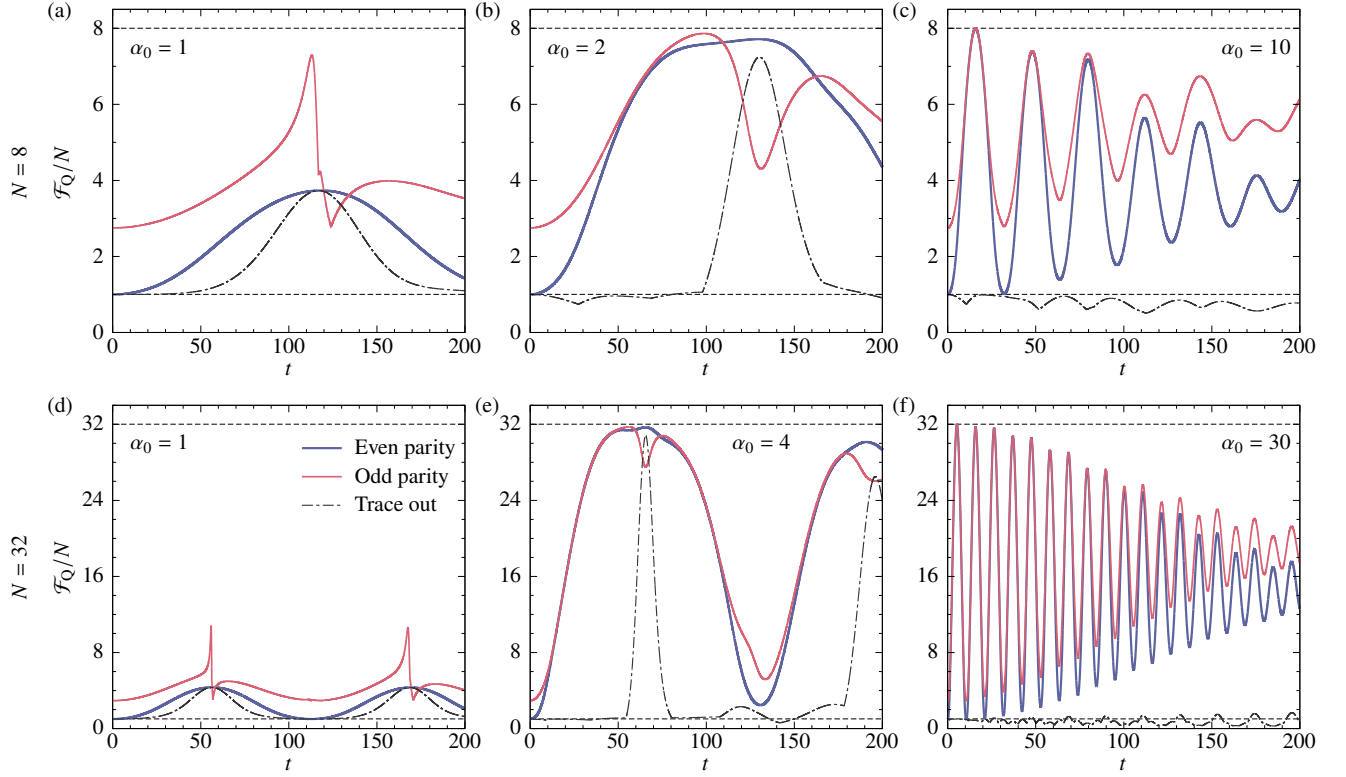 (a)
α₀ = 1
8
6
4
2
0
0 50 100 150 200
t
N = 8
ℱ_Q/N
(b)
α₀ = 2
8
6
4
2
0
0 50 100 150 200
t
(c)
α₀ = 10
8
6
4
2
0
0 50 100 150 200
t
(d)
α₀ = 1
Even parity
Odd parity
Trace out
32
24
16
8
0
0 50 100 150 200
t
N = 32
ℱ_Q/N
(e)
α₀ = 4
32
24
16
8
0
0 50 100 150 200
t
(f)
α₀ = 30
32
24
16
8
0
0 50 100 150 200
t